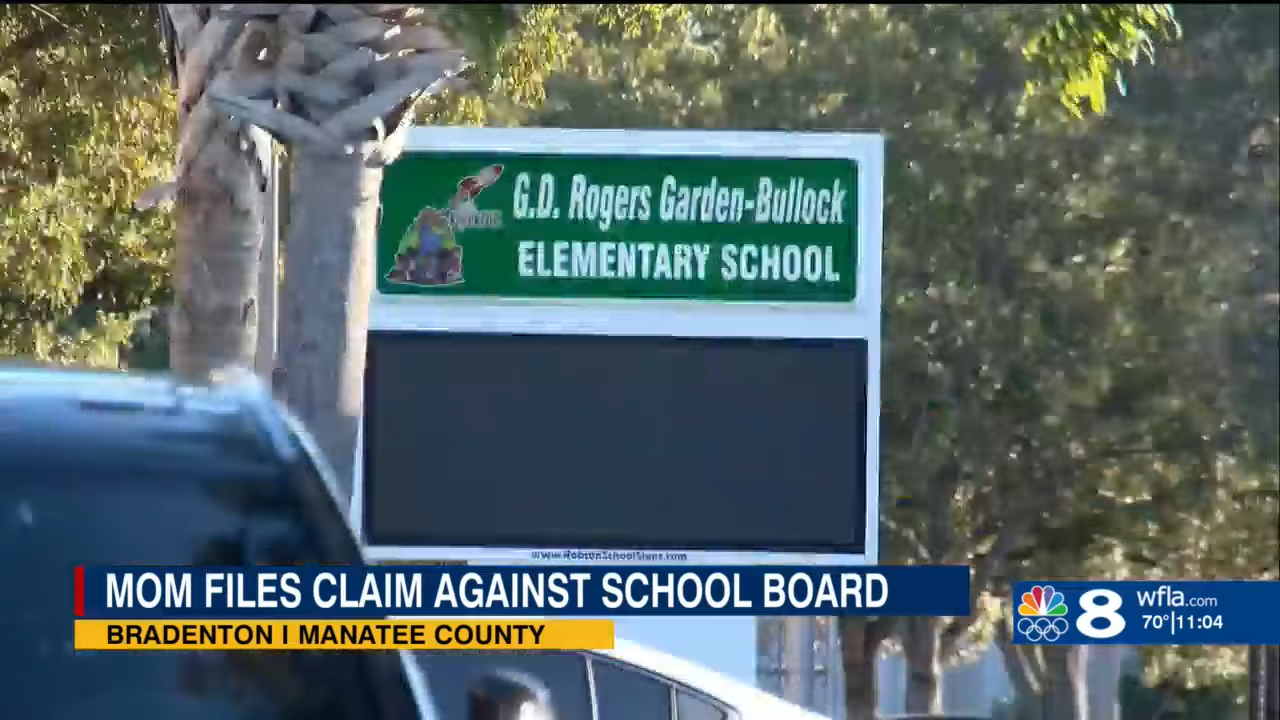 G.D. Rogers Garden-Bullock
ELEMENTARY SCHOOL
www.RobsonSchoolSigns.com
MOM FILES CLAIM AGAINST SCHOOL BOARD
BRADENTON | MANATEE COUNTY
8
wfla.com
70°|11:04